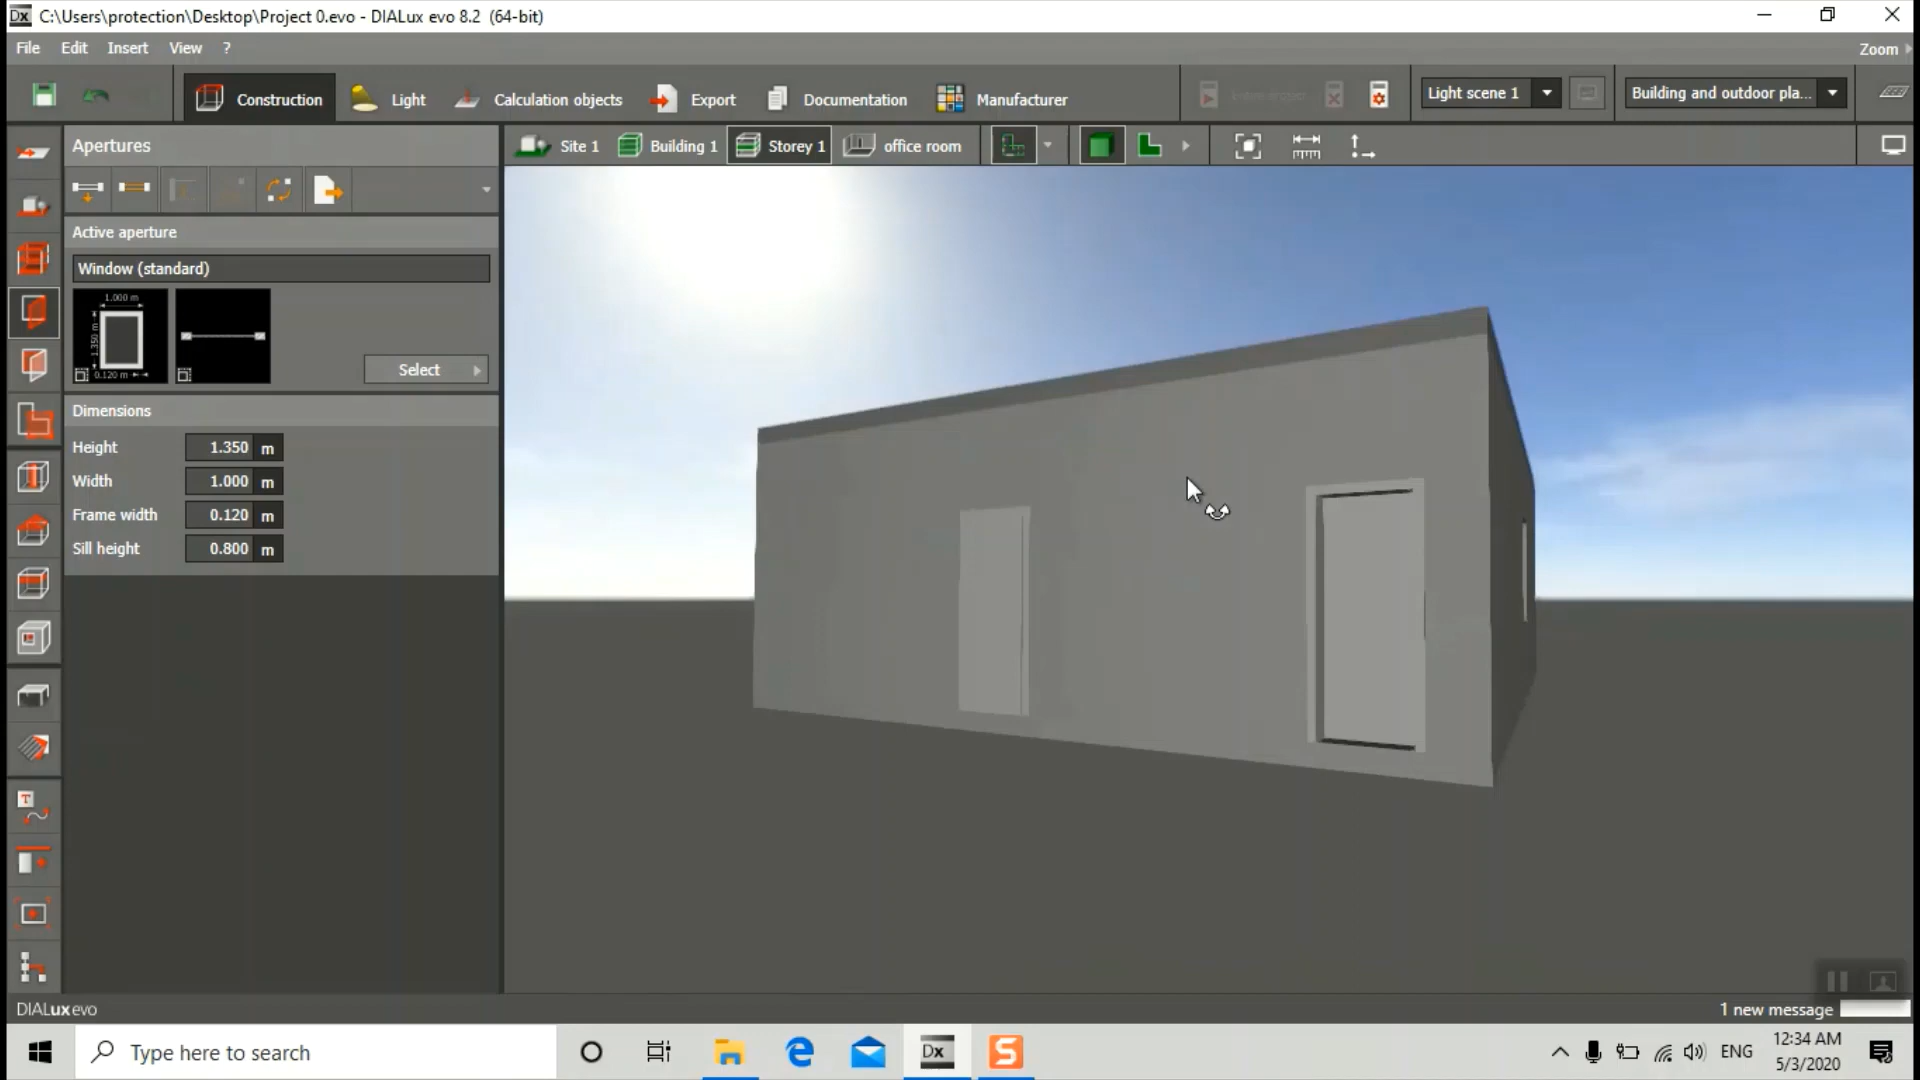 Dx C:\Users\protection\Desktop\Project 0.evo - DIALux evo 8.2 (64-bit)
File Edit Insert View ? Zoom
Construction Light Calculation objects Export Documentation Manufacturer Light scene 1 Building and outdoor pla...
Apertures Site 1 Building 1 Storey 1 office room
Active aperture
Window (standard)
1.000 m
1.350 m
0.120 m
Select
Dimensions
Height 1.350 m
Width 1.000 m
Frame width 0.120 m
Sill height 0.800 m
T
DIALux evo 1 new message
Type here to search Dx S ENG 12:34 AM
5/3/2020